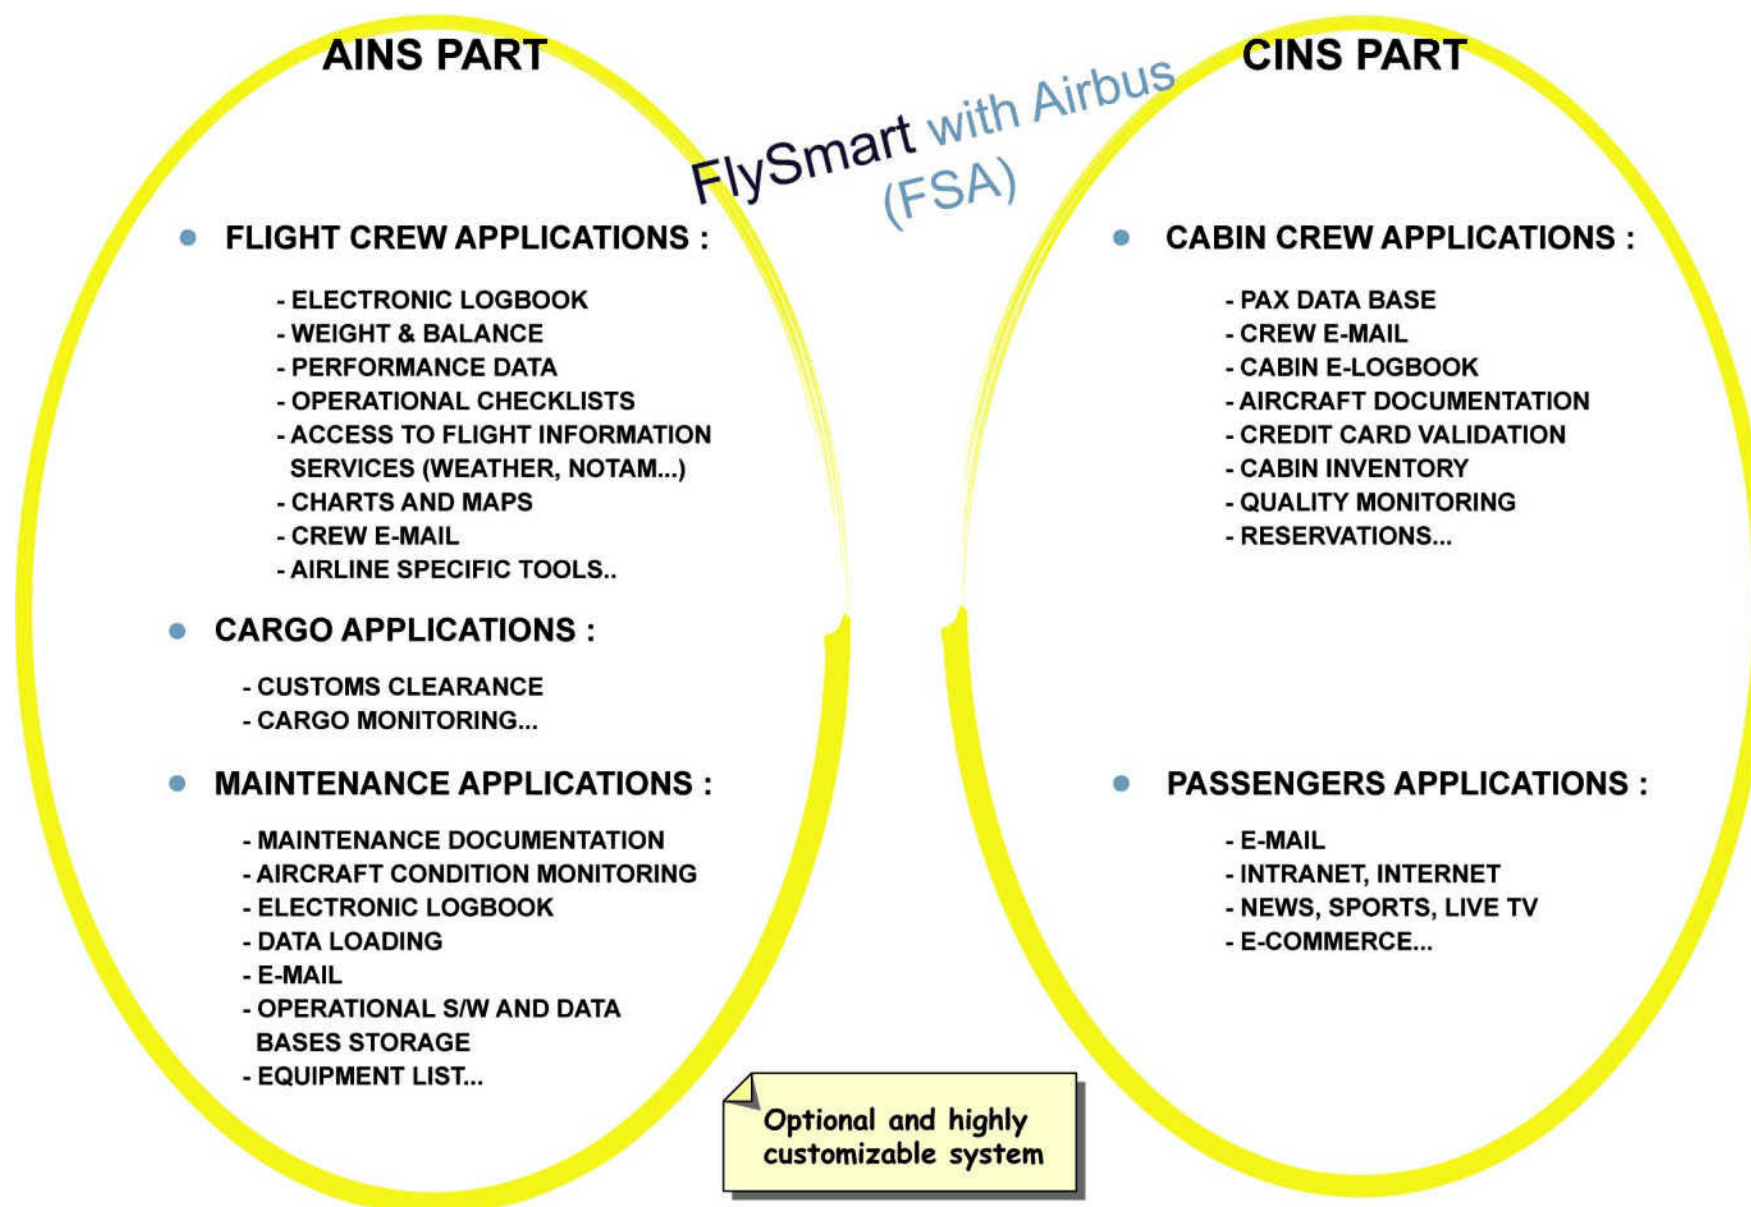 AINS PART
FLIGHT CREW APPLICATIONS :
- ELECTRONIC LOGBOOK
- WEIGHT & BALANCE
- PERFORMANCE DATA
- OPERATIONAL CHECKLISTS
- ACCESS TO FLIGHT INFORMATION
SERVICES (WEATHER, NOTAM...)
- CHARTS AND MAPS
- CREW E-MAIL
- AIRLINE SPECIFIC TOOLS..
CARGO APPLICATIONS :
- CUSTOMS CLEARANCE
- CARGO MONITORING...
MAINTENANCE APPLICATIONS :
- MAINTENANCE DOCUMENTATION
- AIRCRAFT CONDITION MONITORING
- ELECTRONIC LOGBOOK
- DATA LOADING
- E-MAIL
- OPERATIONAL S/W AND DATA
BASES STORAGE
- EQUIPMENT LIST...
FlySmart with Airbus
(FSA)
CINS PART
CABIN CREW APPLICATIONS :
- PAX DATA BASE
- CREW E-MAIL
- CABIN E-LOGBOOK
- AIRCRAFT DOCUMENTATION
- CREDIT CARD VALIDATION
- CABIN INVENTORY
- QUALITY MONITORING
- RESERVATIONS...
PASSENGERS APPLICATIONS :
- E-MAIL
- INTRANET, INTERNET
- NEWS, SPORTS, LIVE TV
- E-COMMERCE...
Optional and highly
customizable system